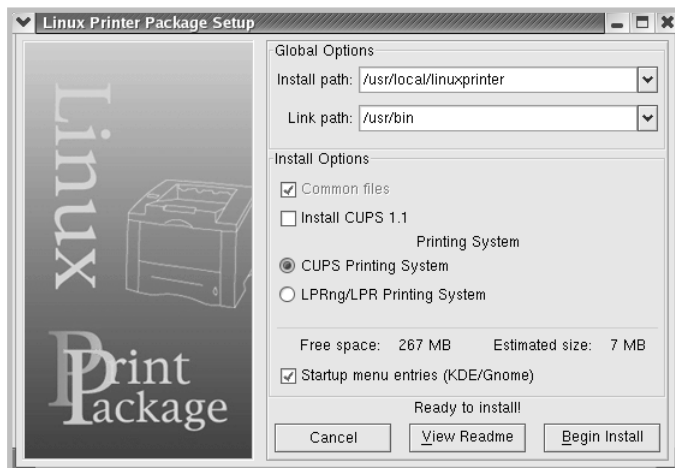 Linux Printer Package Setup
Linux
Print
Package
Global Options
Install path: /usr/local/linuxprinter
Link path: /usr/bin
Install Options
Common files
Install CUPS 1.1
Printing System
CUPS Printing System
LPRng/LPR Printing System
Free space: 267 MB Estimated size: 7 MB
Startup menu entries (KDE/Gnome)
Ready to install!
Cancel View Readme Begin Install